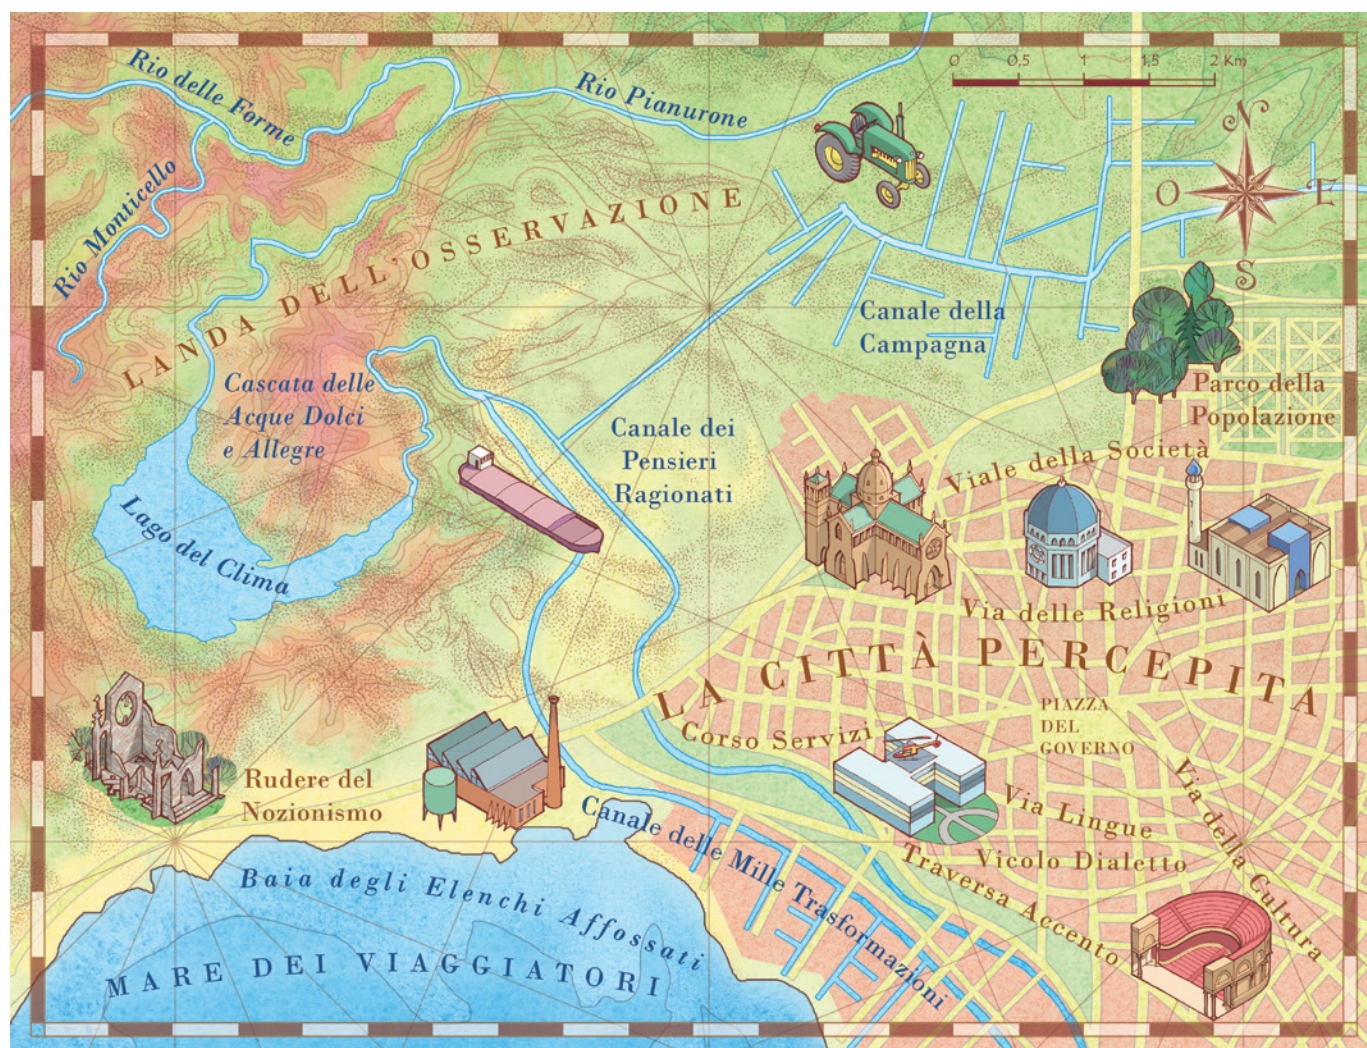 0 0,5 1 1,5 2 Km
Rio delle Forme
Rio Pianurone
N
O
E
S
Rio Monticello
LANDA DELL'OSSERVAZIONE
Canale della
Campagna
Cascata delle
Acque Dolci
e Allegre
Parco della
Popolazione
Canale dei
Pensieri
Ragionati
Viale della Società
Lago del Clima
Via delle Religioni
LA CITTÀ PERCEPITA
Corso Servizi
PIAZZA
DEL
GOVERNO
Rudere del
Nozionismo
Via Lingue
Via della Cultura
Canale delle Mille Trasformazioni
Vicolo Dialetto
Traversa Accento
Baia degli Elenchi Affossati
MARE DEI VIAGGIATORI